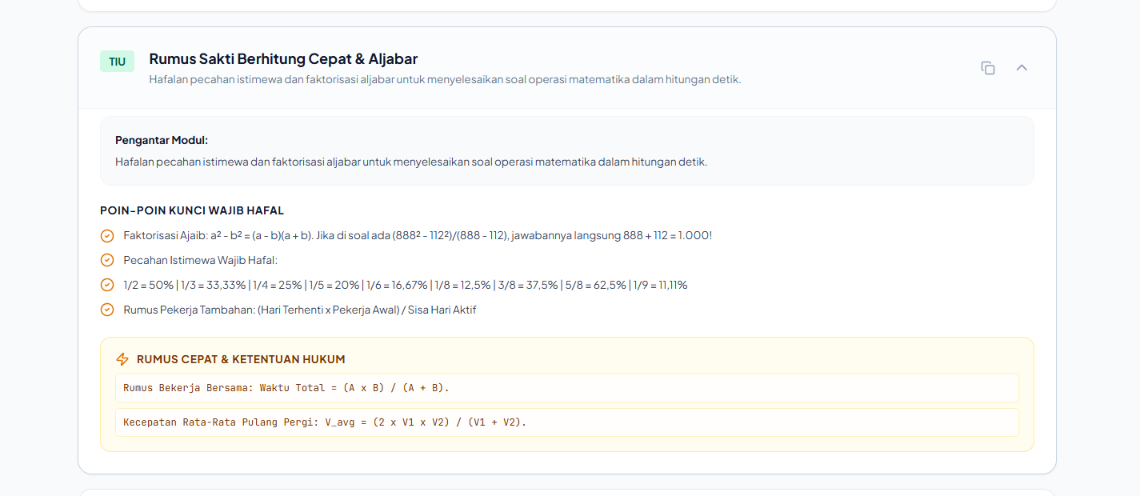 TIU
Rumus Sakti Berhitung Cepat & Aljabar
Hafalan pecahan istimewa dan faktorisasi aljabar untuk menyelesaikan soal operasi matematika dalam hitungan detik.
Pengantar Modul:
Hafalan pecahan istimewa dan faktorisasi aljabar untuk menyelesaikan soal operasi matematika dalam hitungan detik.
POIN-POIN KUNCI WAJIB HAFAL
Faktorisasi Ajaib: a² - b² = (a - b)(a + b). Jika di soal ada (888² - 112²)/(888 - 112), jawabannya langsung 888 + 112 = 1.000!
Pecahan Istimewa Wajib Hafal:
1/2 = 50% | 1/3 = 33,33% | 1/4 = 25% | 1/5 = 20% | 1/6 = 16,67% | 1/8 = 12,5% | 3/8 = 37,5% | 5/8 = 62,5% | 1/9 = 11,11%
Rumus Pekerja Tambahan: (Hari Terhenti x Pekerja Awal) / Sisa Hari Aktif
RUMUS CEPAT & KETENTUAN HUKUM
Rumus Bekerja Bersama: Waktu Total = (A x B) / (A + B).
Kecepatan Rata-Rata Pulang Pergi: V_avg = (2 x V1 x V2) / (V1 + V2).